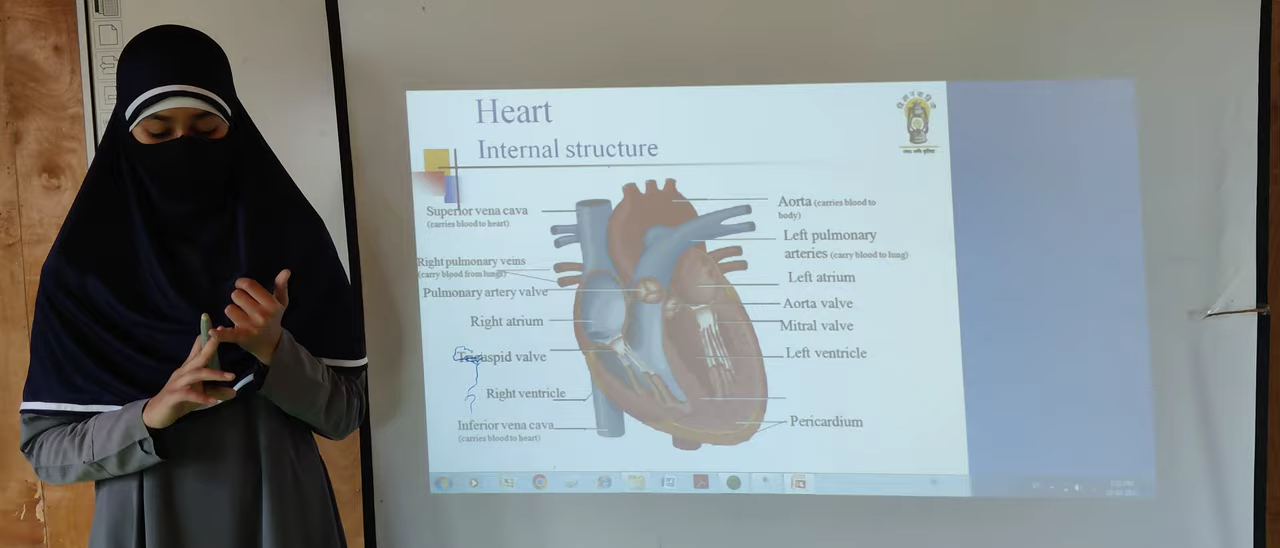 Heart
Internal structure
Superior vena cava
(carries blood to heart)
Right pulmonary veins
(carry blood from lungs)
Pulmonary artery valve
Right atrium
uspid valve
Right ventricle
Inferior vena cava
(carries blood to heart)
Aorta (carries blood to
body)
Left pulmonary
arteries (carry blood to lung)
Left atrium
Aorta valve
Mitral valve
Left ventricle
Pericardium